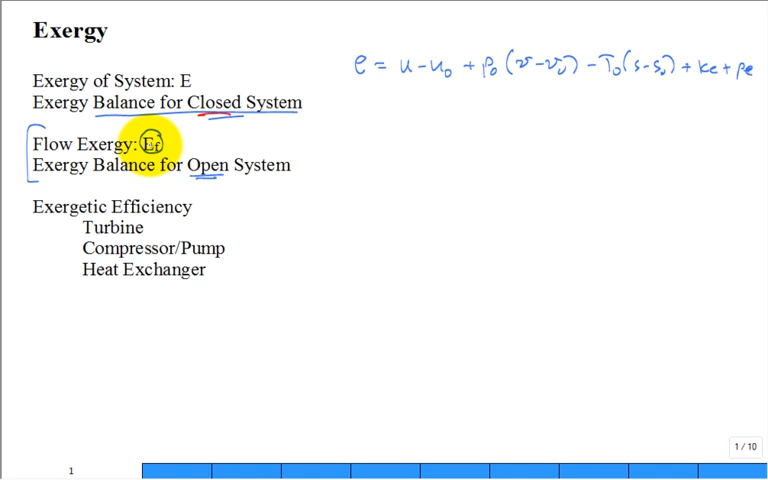 Exergy
e = u - u₀ + p₀ (v - v₀) - T₀ (s - s₀) + ke + pe
Exergy of System: E
Exergy Balance for Closed System
Flow Exergy: Ef
Exergy Balance for Open System
Exergetic Efficiency
Turbine
Compressor/Pump
Heat Exchanger
1 / 10
1